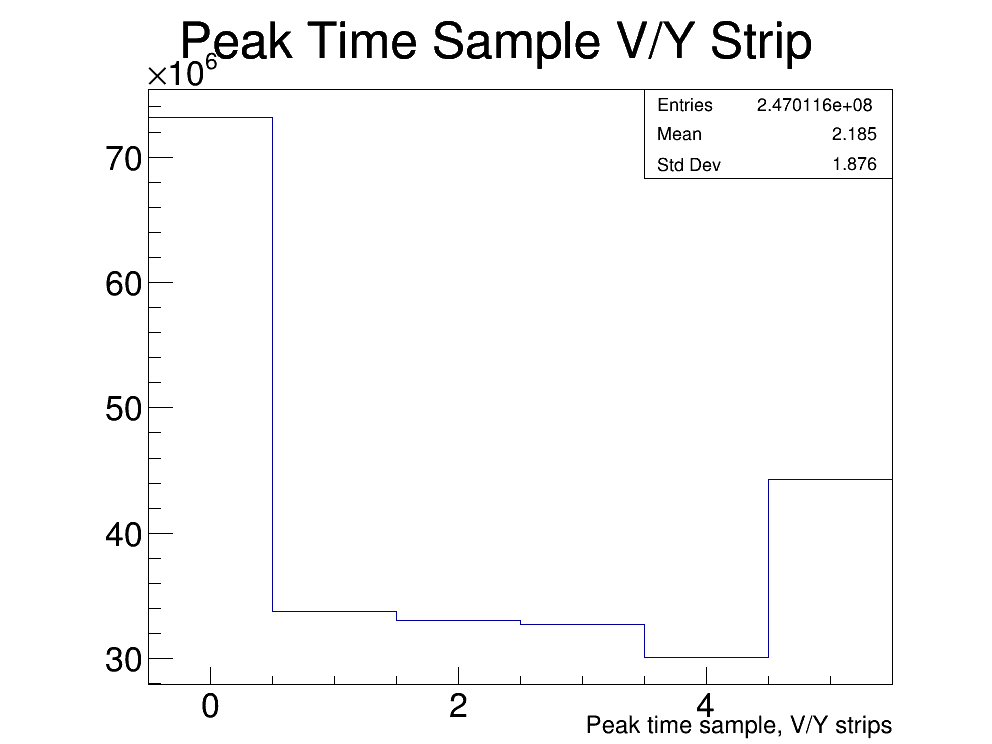 Peak Time Sample V/Y Strip
×10⁶
Entries 2.470116e+08
Mean 2.185
Std Dev 1.876
70
60
50
40
30
0 2 4
Peak time sample, V/Y strips